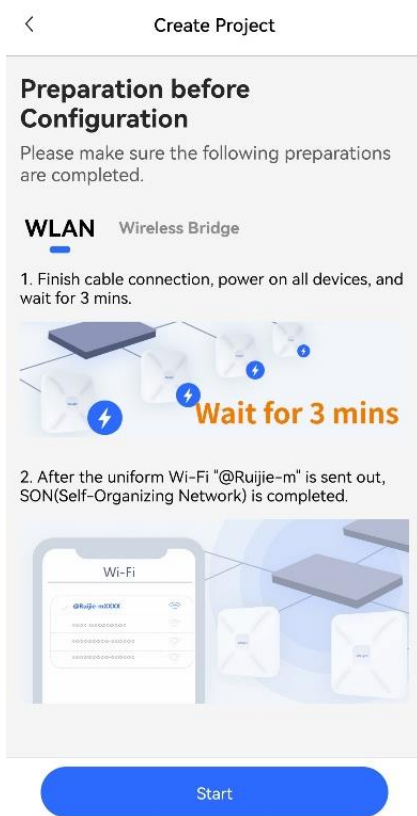 Create Project
Preparation before
Configuration
Please make sure the following preparations
are completed.
WLAN Wireless Bridge
1. Finish cable connection, power on all devices, and
wait for 3 mins.
Wait for 3 mins
2. After the uniform Wi-Fi "@Ruijie-m" is sent out,
SON(Self-Organizing Network) is completed.
Wi-Fi
@Ruijie-mXXXX
Start